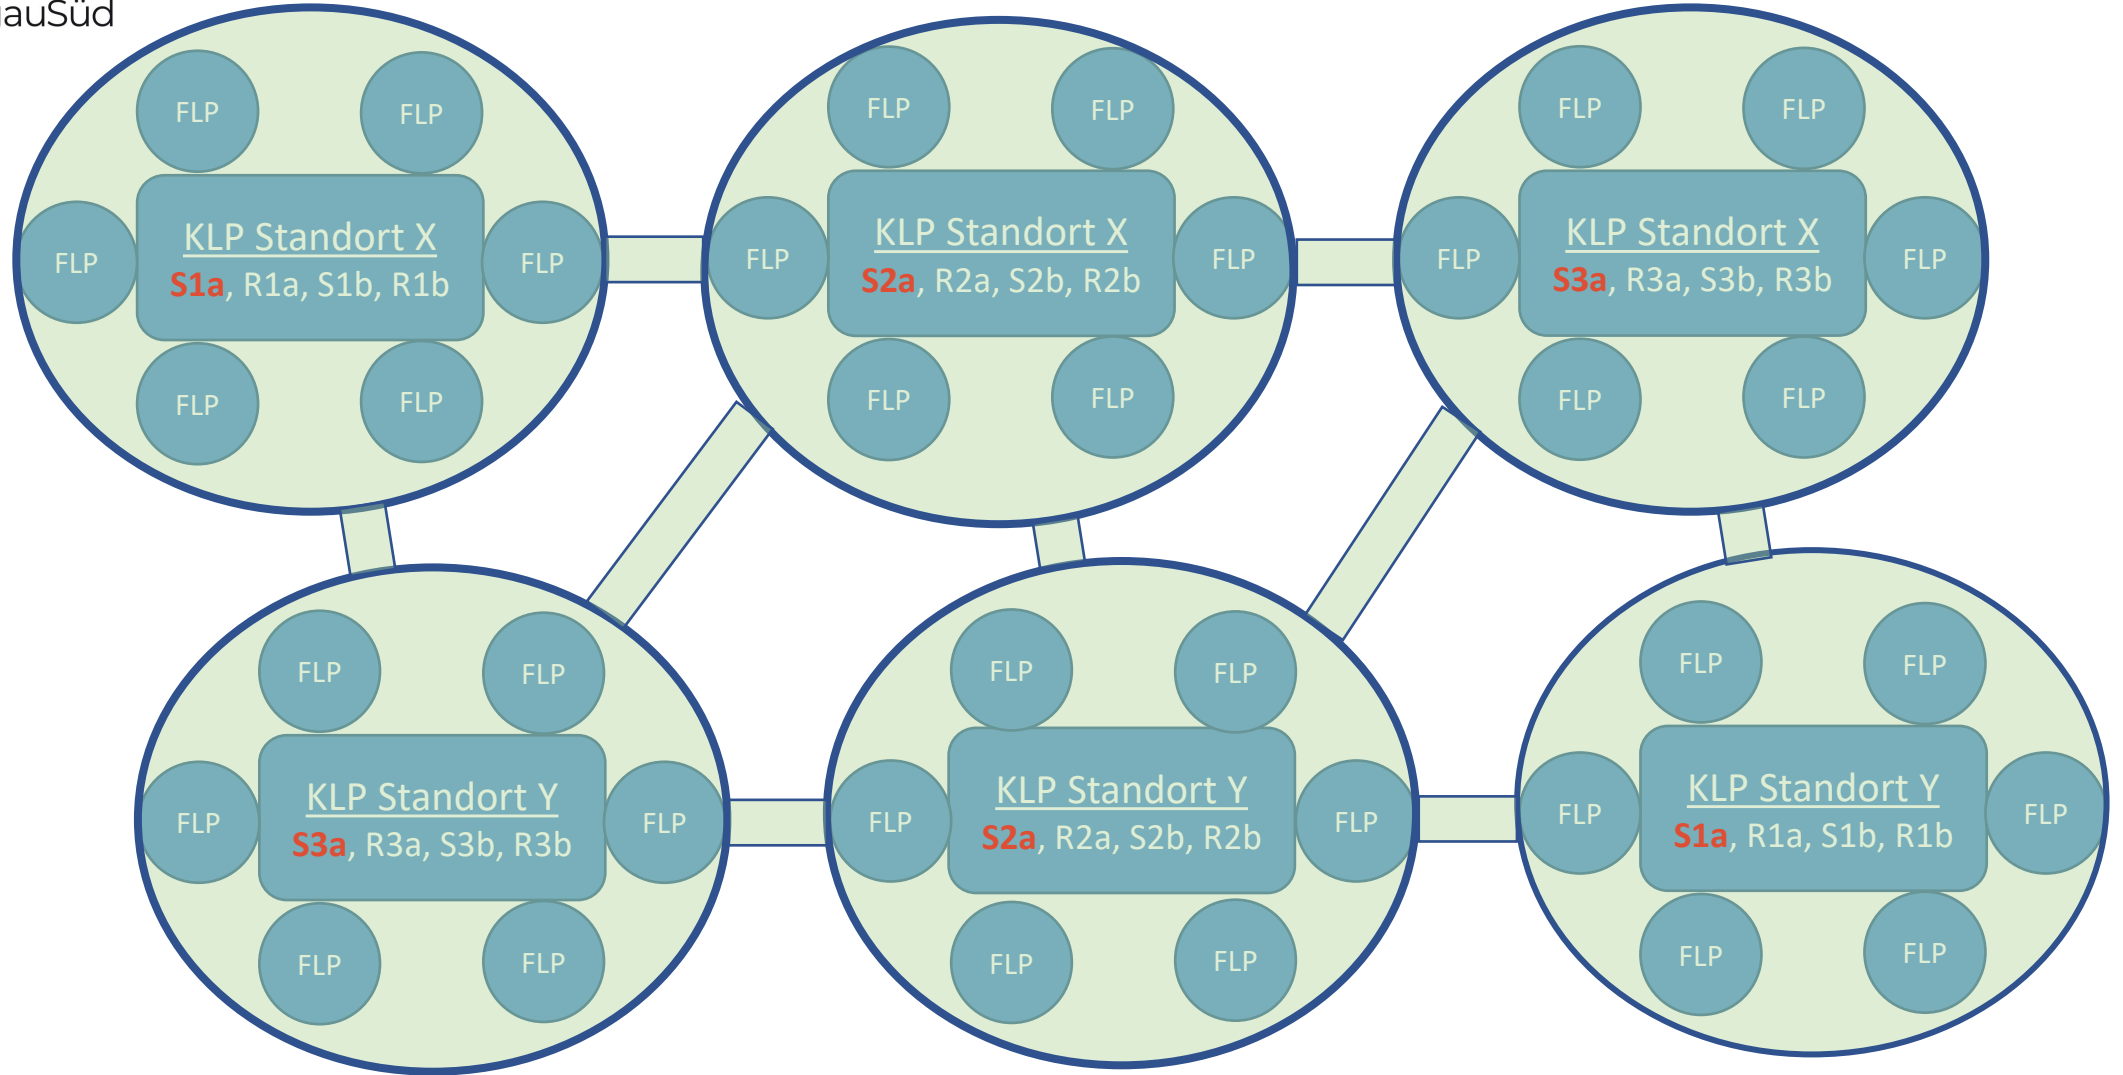 auSüd
FLP
FLP
FLP
KLP Standort X
S1a, R1a, S1b, R1b
FLP
FLP
FLP
FLP
FLP
FLP
KLP Standort X
S2a, R2a, S2b, R2b
FLP
FLP
FLP
FLP
FLP
FLP
KLP Standort X
S3a, R3a, S3b, R3b
FLP
FLP
FLP
FLP
FLP
FLP
KLP Standort Y
S3a, R3a, S3b, R3b
FLP
FLP
FLP
FLP
FLP
FLP
KLP Standort Y
S2a, R2a, S2b, R2b
FLP
FLP
FLP
FLP
FLP
FLP
KLP Standort Y
S1a, R1a, S1b, R1b
FLP
FLP
FLP